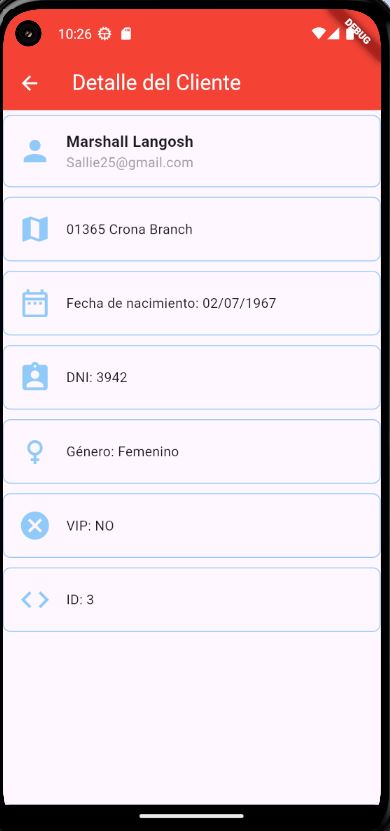 10:26
DEBUG
Detalle del Cliente
Marshall Langosh
Sallie25@gmail.com
01365 Crona Branch
Fecha de nacimiento: 02/07/1967
DNI: 3942
Género: Femenino
VIP: NO
ID: 3